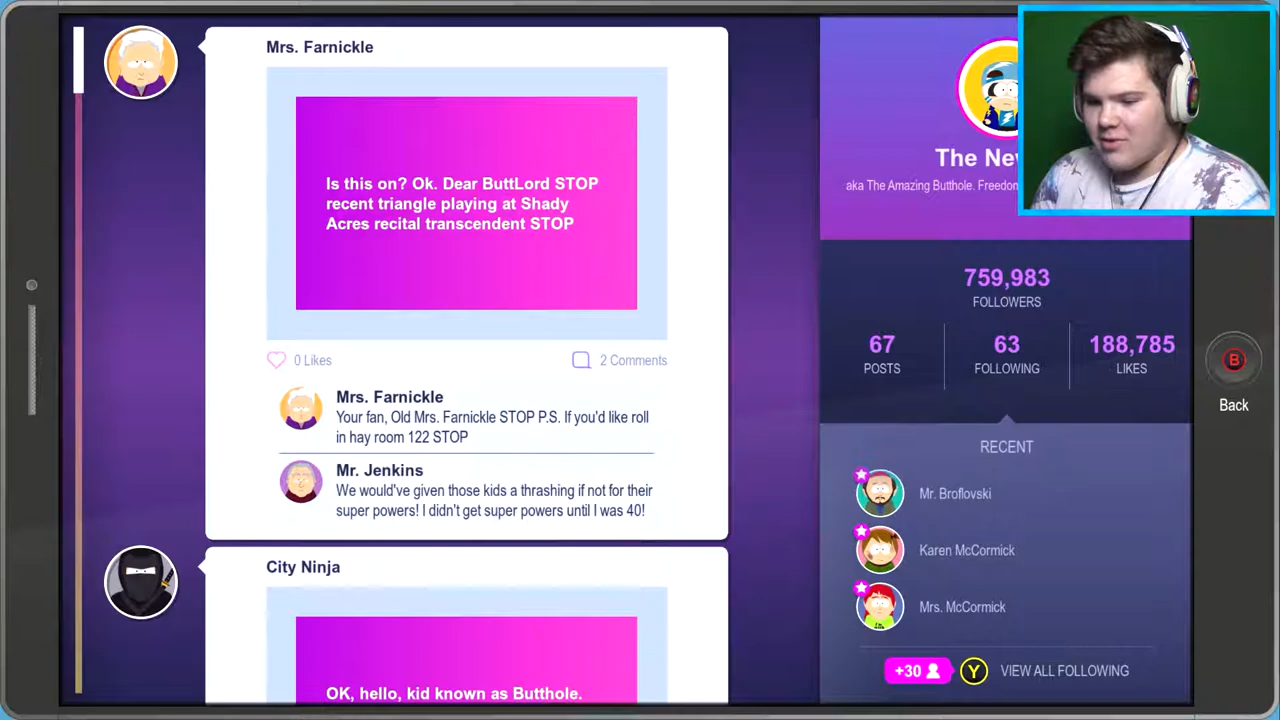 Mrs. Farnickle
Is this on? Ok. Dear ButtLord STOP
recent triangle playing at Shady
Acres recital transcendent STOP
0 Likes
2 Comments
Mrs. Farnickle
Your fan, Old Mrs. Farnickle STOP P.S. If you'd like roll
in hay room 122 STOP
Mr. Jenkins
We would've given those kids a thrashing if not for their
super powers! I didn't get super powers until I was 40!
City Ninja
OK, hello, kid known as Butthole.
The
aka The Amazing Butthole.
759,983
FOLLOWERS
67
POSTS
63
FOLLOWING
188,785
LIKES
RECENT
Mr. Broflovski
Karen McCormick
Mrs. McCormick
+30
Y
VIEW ALL FOLLOWING
B
Back